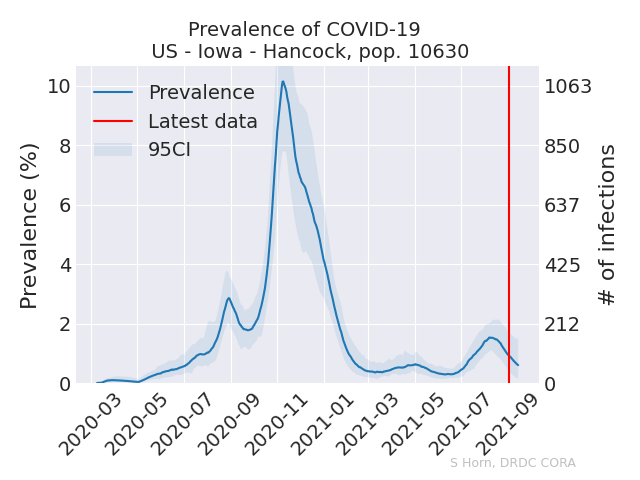 Prevalence of COVID-19
US - Iowa - Hancock, pop. 10630
Prevalence
Latest data
95CI
Prevalence (%)
10
8
6
4
2
0
1063
850
637
425
212
0
# of infections
2020-03
2020-05
2020-07
2020-09
2020-11
2021-01
2021-03
2021-05
2021-07
2021-09
S Horn, DRDC CORA